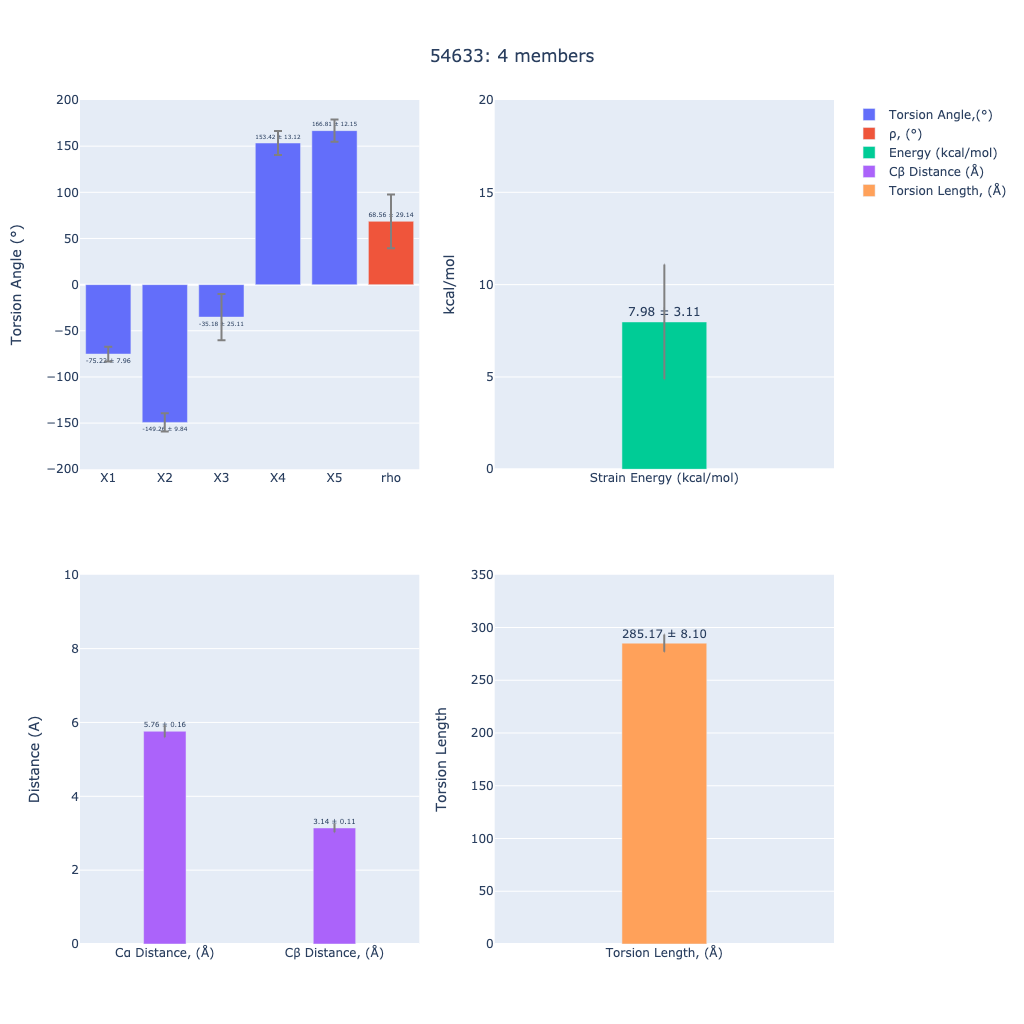 54633: 4 members
Torsion Angle (°)
200
150
100
50
0
−50
−100
−150
−200
153.42 ± 13.12
166.81 ± 12.15
68.56 ± 29.14
-35.18 ± 25.11
± 7.96
± 9.84
X1
X2
X3
X4
X5
rho
kcal/mol
20
15
10
5
0
7.98 ± 3.11
Strain Energy (kcal/mol)
Torsion Angle,(°)
ρ, (°)
Energy (kcal/mol)
Cβ Distance (Å)
Torsion Length, (Å)
Distance (A)
10
8
6
4
2
0
5.76 ± 0.16
3.14 ± 0.11
Cα Distance, (Å)
Cβ Distance, (Å)
Torsion Length
350
300
250
200
150
100
50
0
285.17 ± 8.10
Torsion Length, (Å)